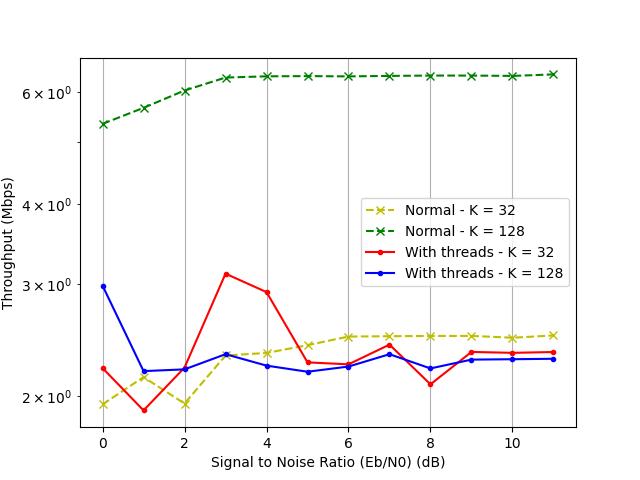 6 × 10⁰
4 × 10⁰
3 × 10⁰
2 × 10⁰
Throughput (Mbps)
Normal - K = 32
Normal - K = 128
With threads - K = 32
With threads - K = 128
0 2 4 6 8 10
Signal to Noise Ratio (Eb/N0) (dB)